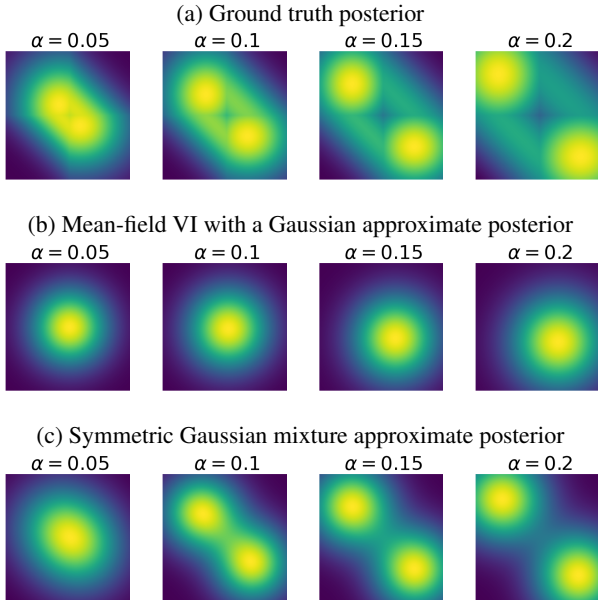 (a) Ground truth posterior
α = 0.05 α = 0.1 α = 0.15 α = 0.2
(b) Mean-field VI with a Gaussian approximate posterior
α = 0.05 α = 0.1 α = 0.15 α = 0.2
(c) Symmetric Gaussian mixture approximate posterior
α = 0.05 α = 0.1 α = 0.15 α = 0.2